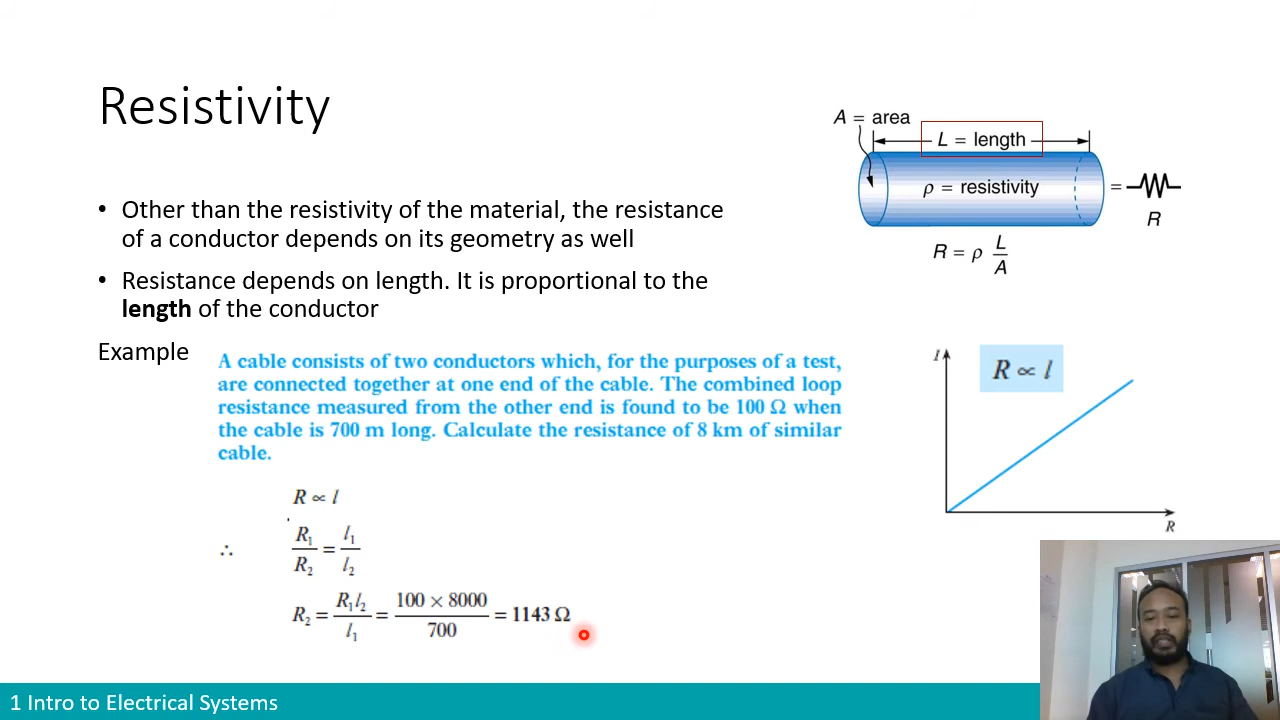 Resistivity
• Other than the resistivity of the material, the resistance
of a conductor depends on its geometry as well
• Resistance depends on length. It is proportional to the
length of the conductor
Example
A cable consists of two conductors which, for the purposes of a test,
are connected together at one end of the cable. The combined loop
resistance measured from the other end is found to be 100 Ω when
the cable is 700 m long. Calculate the resistance of 8 km of similar
cable.
R ∝ l
∴ R₁/R₂ = l₁/l₂
R₂ = R₁l₂/l₁ = 100 × 8000/700 = 1143 Ω
A = area
L = length
ρ = resistivity
=
R
R = ρ L/A
l
R ∝ l
R
1 Intro to Electrical Systems